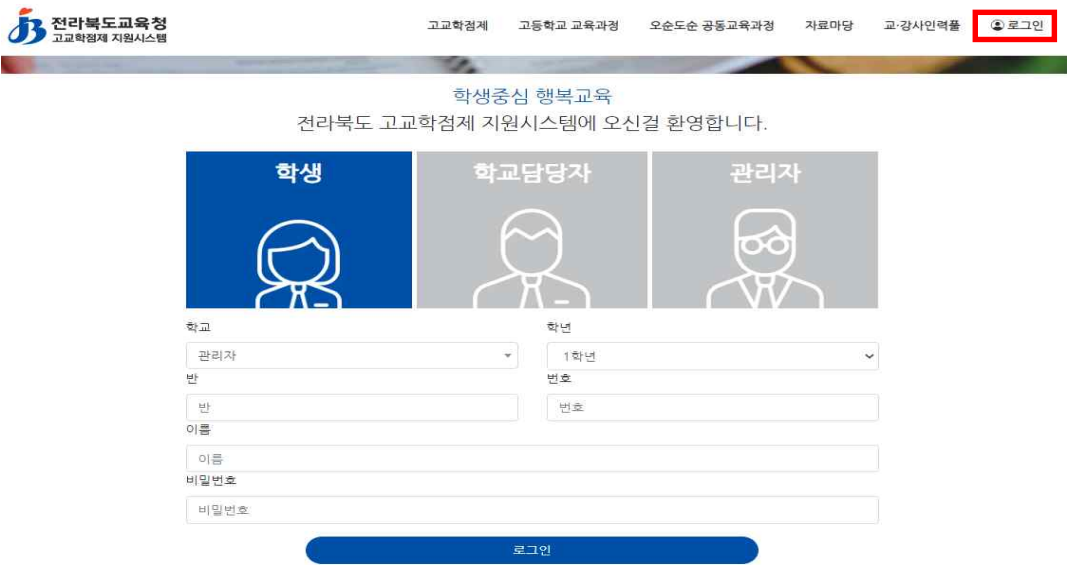 전라북도교육청
고교학점제 지원시스템
고교학점제 고등학교 교육과정 오순도순 공동교육과정 자료마당 교·강사인력풀 로그인
학생중심 행복교육
전라북도 고교학점제 지원시스템에 오신걸 환영합니다.
학생 학교담당자 관리자
학교 학년
관리자 1학년
반 번호
반 번호
이름
이름
비밀번호
비밀번호
로그인